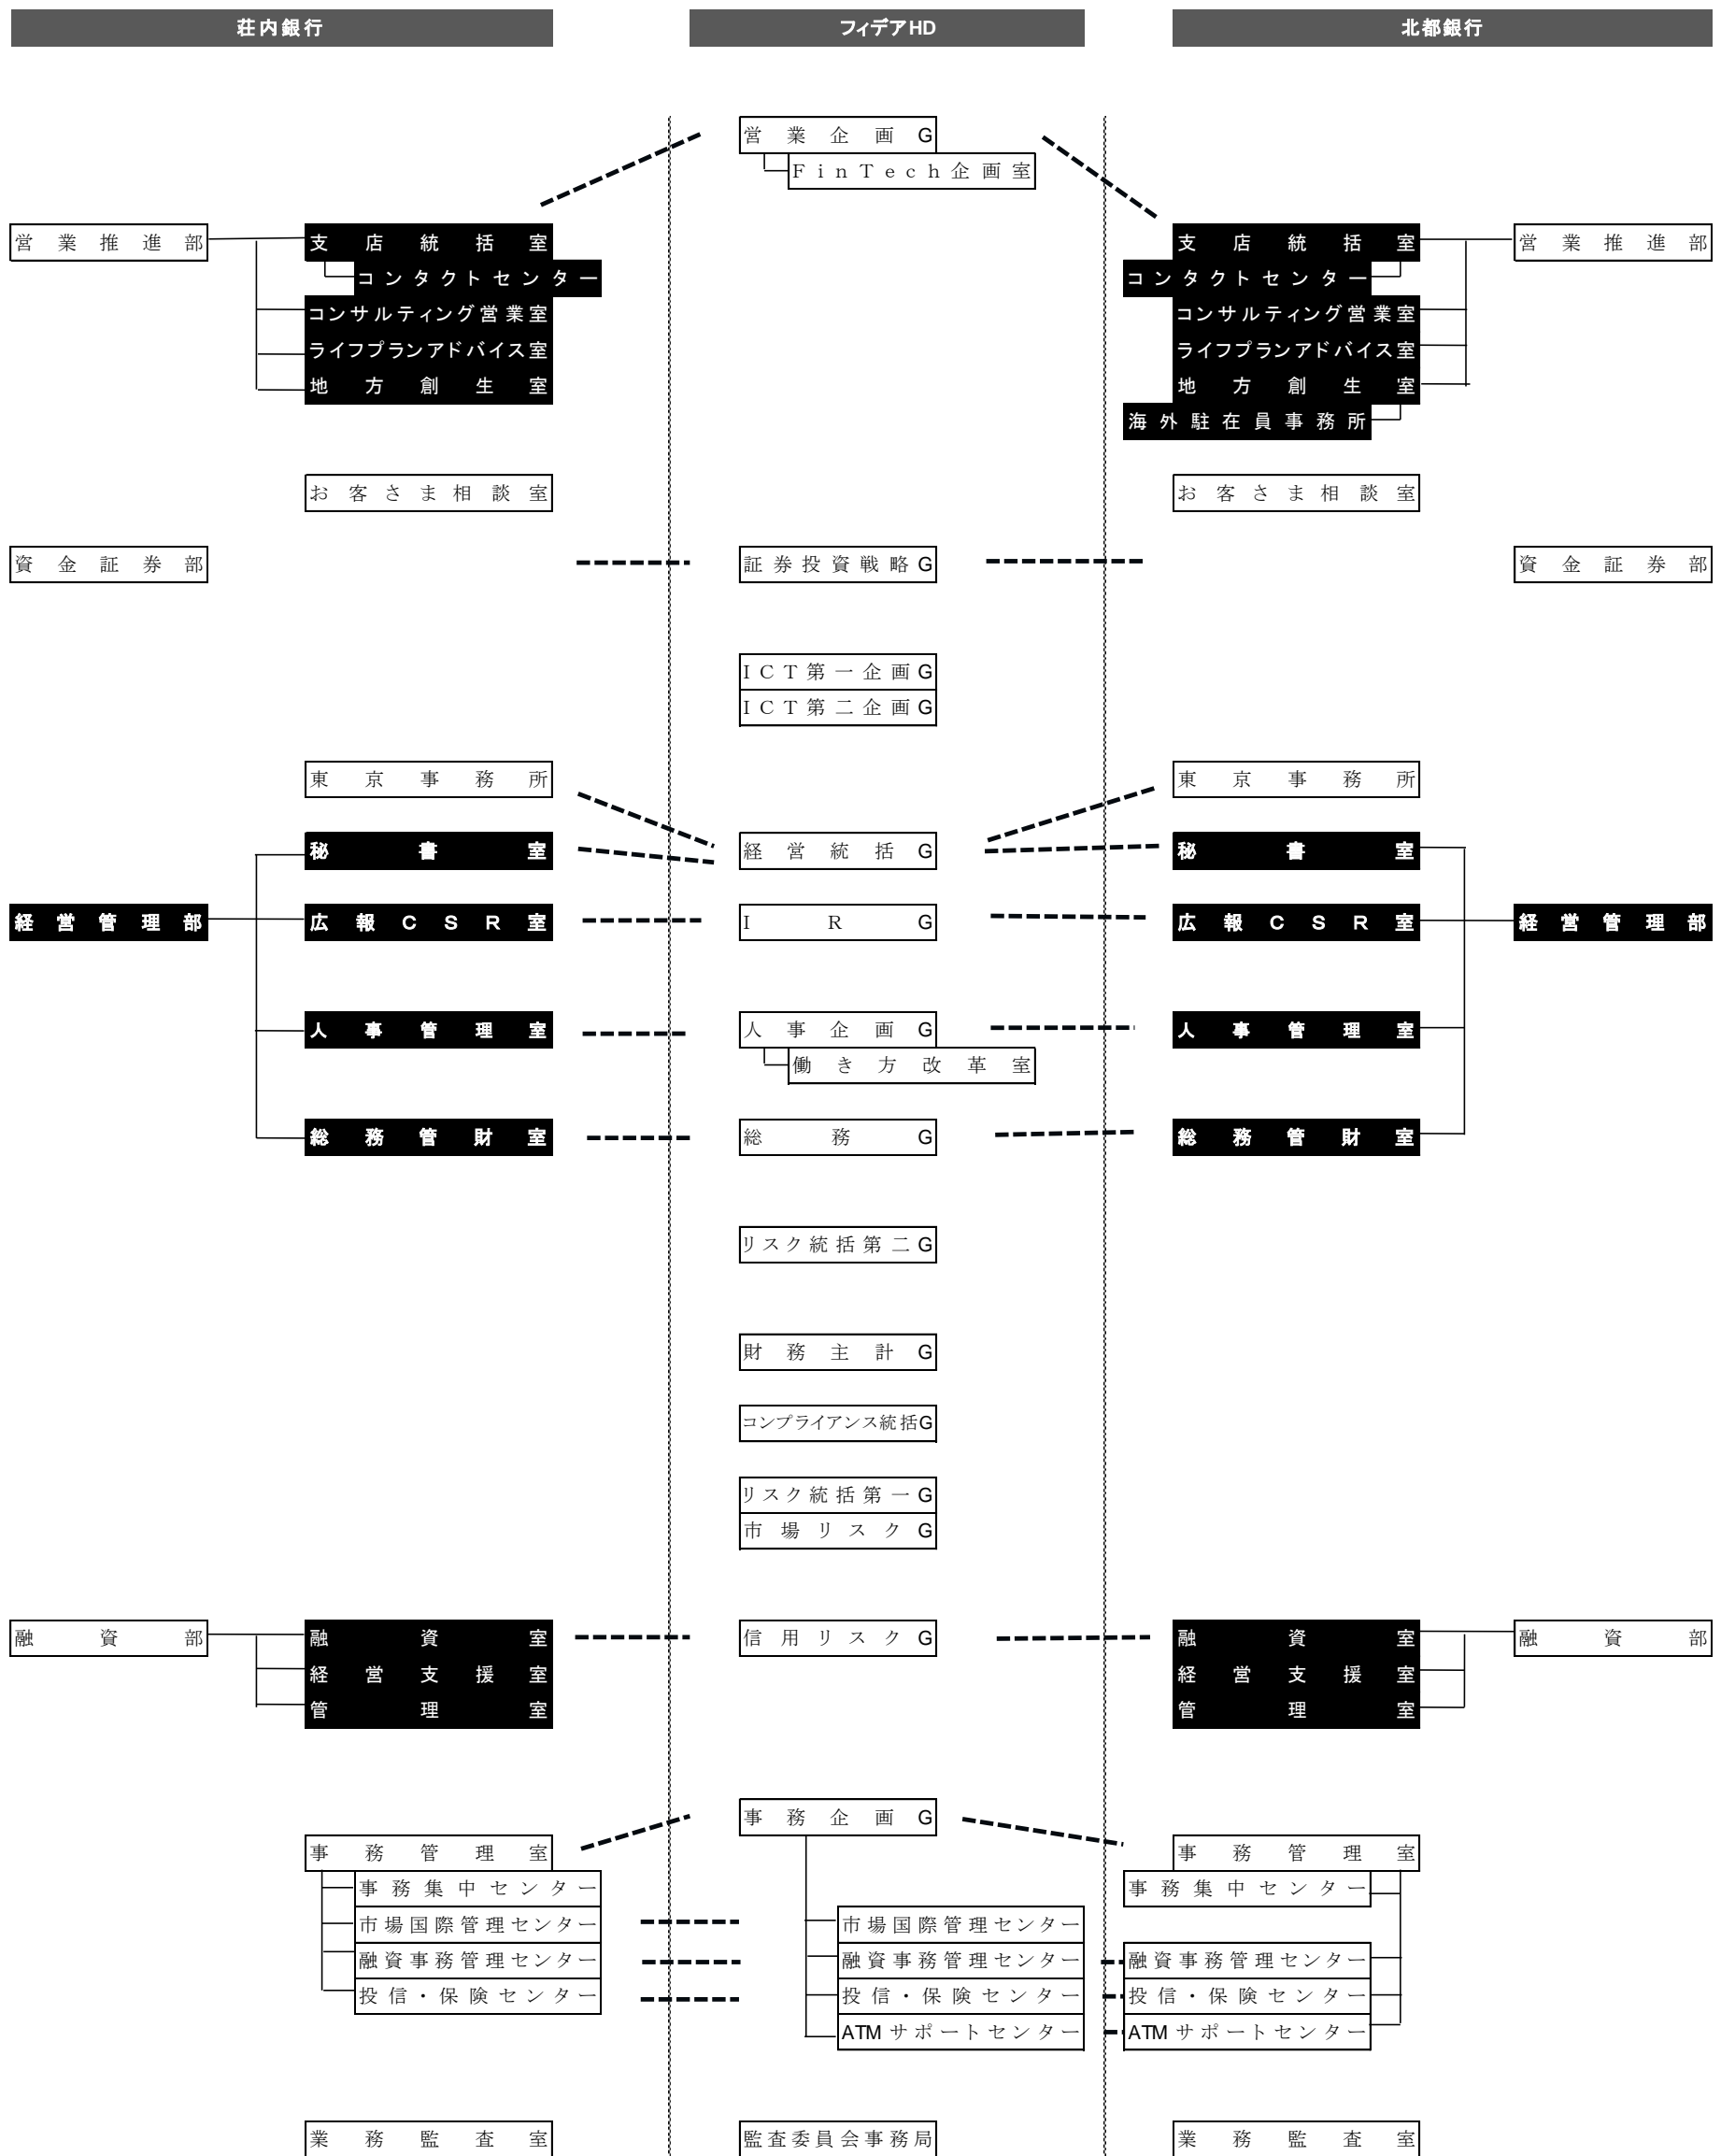 荘内銀行 フィデアHD 北都銀行
営業企画G
FinTech企画室
営業推進部 支店統括室 支店統括室 営業推進部
コンタクトセンター コンタクトセンター
コンサルティング営業室 コンサルティング営業室
ライフプランアドバイス室 ライフプランアドバイス室
地方創生室 地方創生室
海外駐在員事務所
お客さま相談室 お客さま相談室
資金証券部 証券投資戦略G 資金証券部
ICT第一企画G
ICT第二企画G
東京事務所 東京事務所
秘書室 経営統括G 秘書室
経営管理部 広報CSR室 IRG 広報CSR室 経営管理部
人事管理室 人事企画G 人事管理室
働き方改革室
総務管財室 総務G 総務管財室
リスク統括第二G
財務主計G
コンプライアンス統括G
リスク統括第一G
市場リスクG
融資部 融資室 信用リスクG 融資室 融資部
経営支援室 経営支援室
管理室 管理室
事務企画G
事務管理室 事務管理室
事務集中センター 事務集中センター
市場国際管理センター 市場国際管理センター
融資事務管理センター 融資事務管理センター 融資事務管理センター
投信・保険センター 投信・保険センター 投信・保険センター
ATMサポートセンター ATMサポートセンター
業務監査室 監査委員会事務局 業務監査室